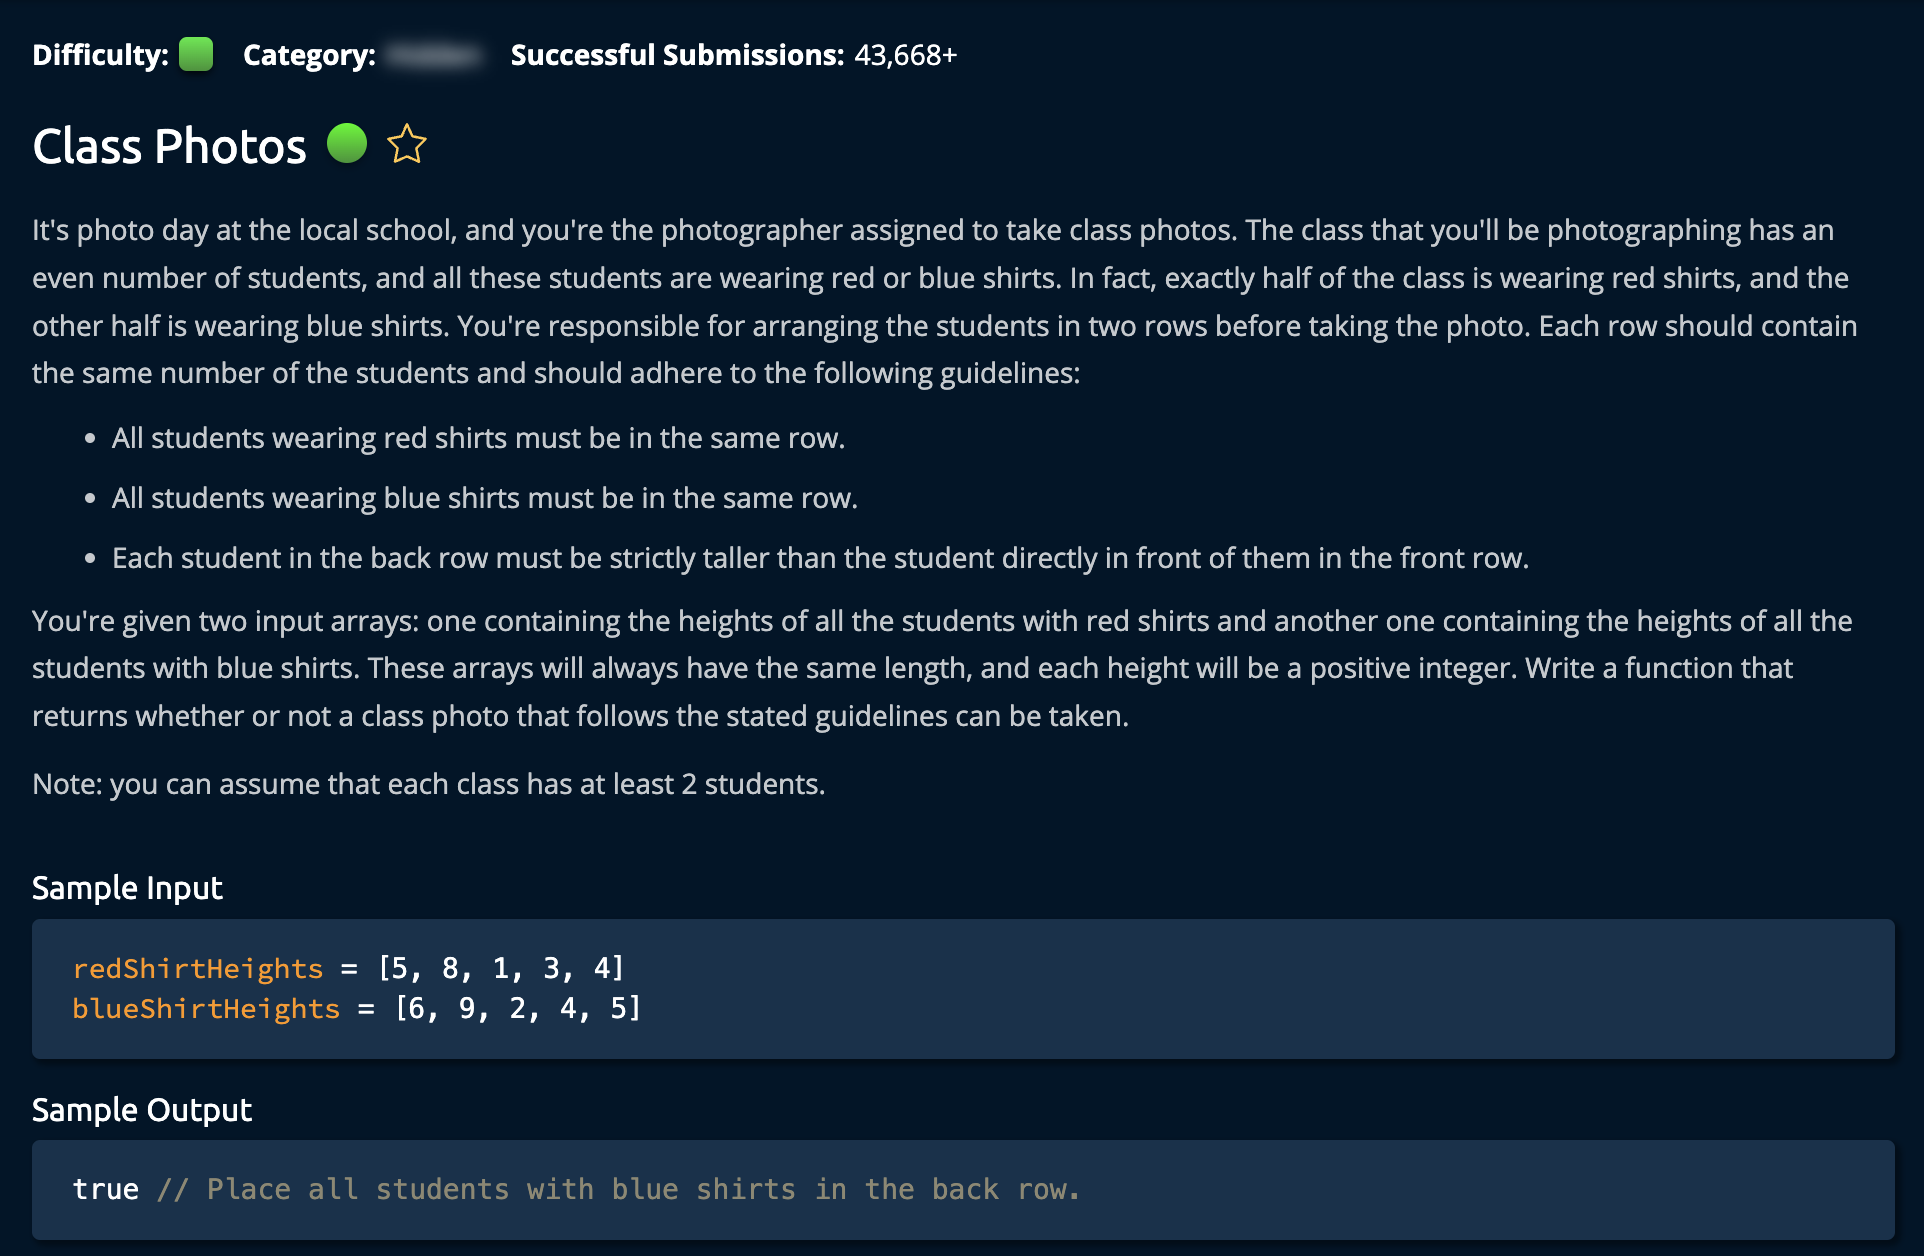 Difficulty: Category: Successful Submissions: 43,668+
Class Photos
It's photo day at the local school, and you're the photographer assigned to take class photos. The class that you'll be photographing has an
even number of students, and all these students are wearing red or blue shirts. In fact, exactly half of the class is wearing red shirts, and the
other half is wearing blue shirts. You're responsible for arranging the students in two rows before taking the photo. Each row should contain
the same number of the students and should adhere to the following guidelines:
• All students wearing red shirts must be in the same row.
• All students wearing blue shirts must be in the same row.
• Each student in the back row must be strictly taller than the student directly in front of them in the front row.
You're given two input arrays: one containing the heights of all the students with red shirts and another one containing the heights of all the
students with blue shirts. These arrays will always have the same length, and each height will be a positive integer. Write a function that
returns whether or not a class photo that follows the stated guidelines can be taken.
Note: you can assume that each class has at least 2 students.
Sample Input
redShirtHeights = [5, 8, 1, 3, 4]
blueShirtHeights = [6, 9, 2, 4, 5]
Sample Output
true // Place all students with blue shirts in the back row.